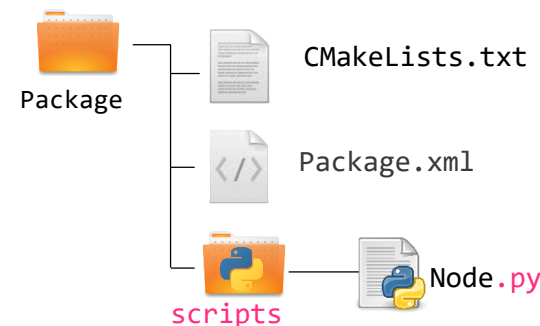 CMakeLists.txt
Package
Package.xml
</>
Node.py
scripts